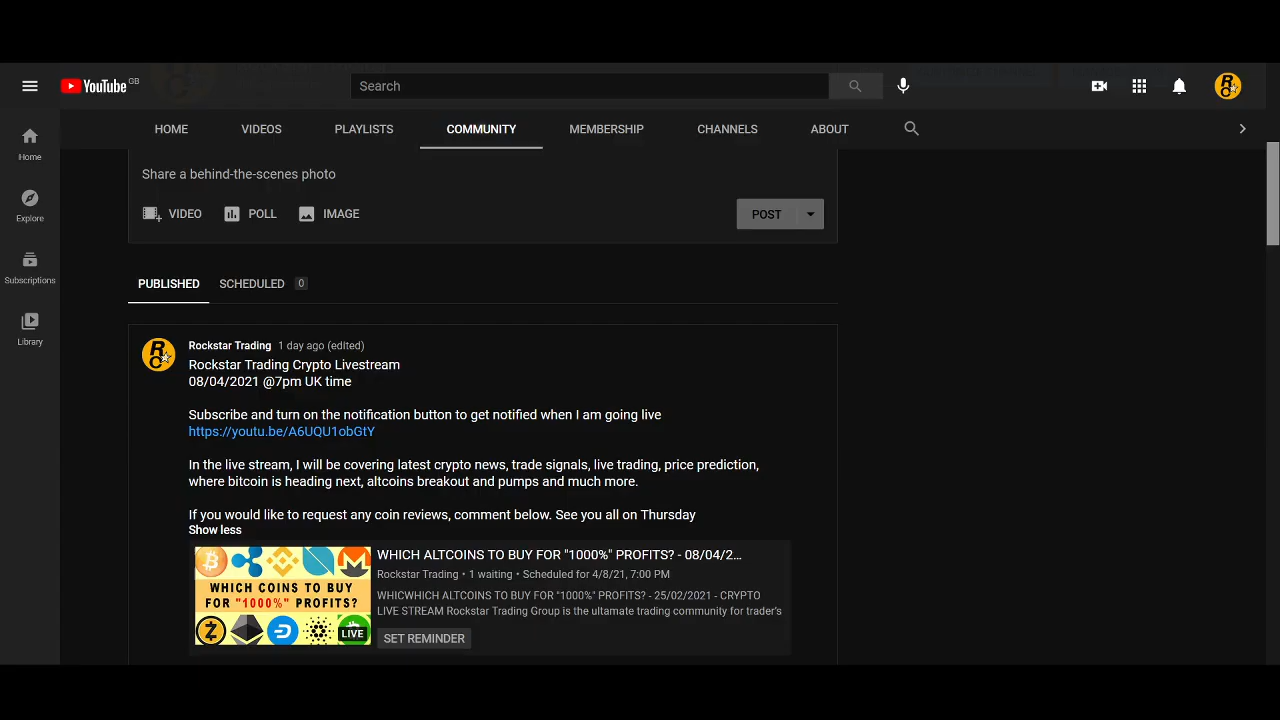 YouTube GB
Search
HOME VIDEOS PLAYLISTS COMMUNITY MEMBERSHIP CHANNELS ABOUT
Home
Explore
Subscriptions
Library
Share a behind-the-scenes photo
VIDEO POLL IMAGE POST
PUBLISHED SCHEDULED 0
Rockstar Trading 1 day ago (edited)
Rockstar Trading Crypto Livestream
08/04/2021 @7pm UK time
Subscribe and turn on the notification button to get notified when I am going live
https://youtu.be/A6UQU1obGtY
In the live stream, I will be covering latest crypto news, trade signals, live trading, price prediction,
where bitcoin is heading next, altcoins breakout and pumps and much more.
If you would like to request any coin reviews, comment below. See you all on Thursday
Show less
WHICH COINS TO BUY
FOR "1000%" PROFITS?
LIVE
WHICH ALTCOINS TO BUY FOR "1000%" PROFITS? - 08/04/2...
Rockstar Trading • 1 waiting • Scheduled for 4/8/21, 7:00 PM
WHICWHICH ALTCOINS TO BUY FOR "1000%" PROFITS? - 25/02/2021 - CRYPTO
LIVE STREAM Rockstar Trading Group is the ultamate trading community for trader's
SET REMINDER